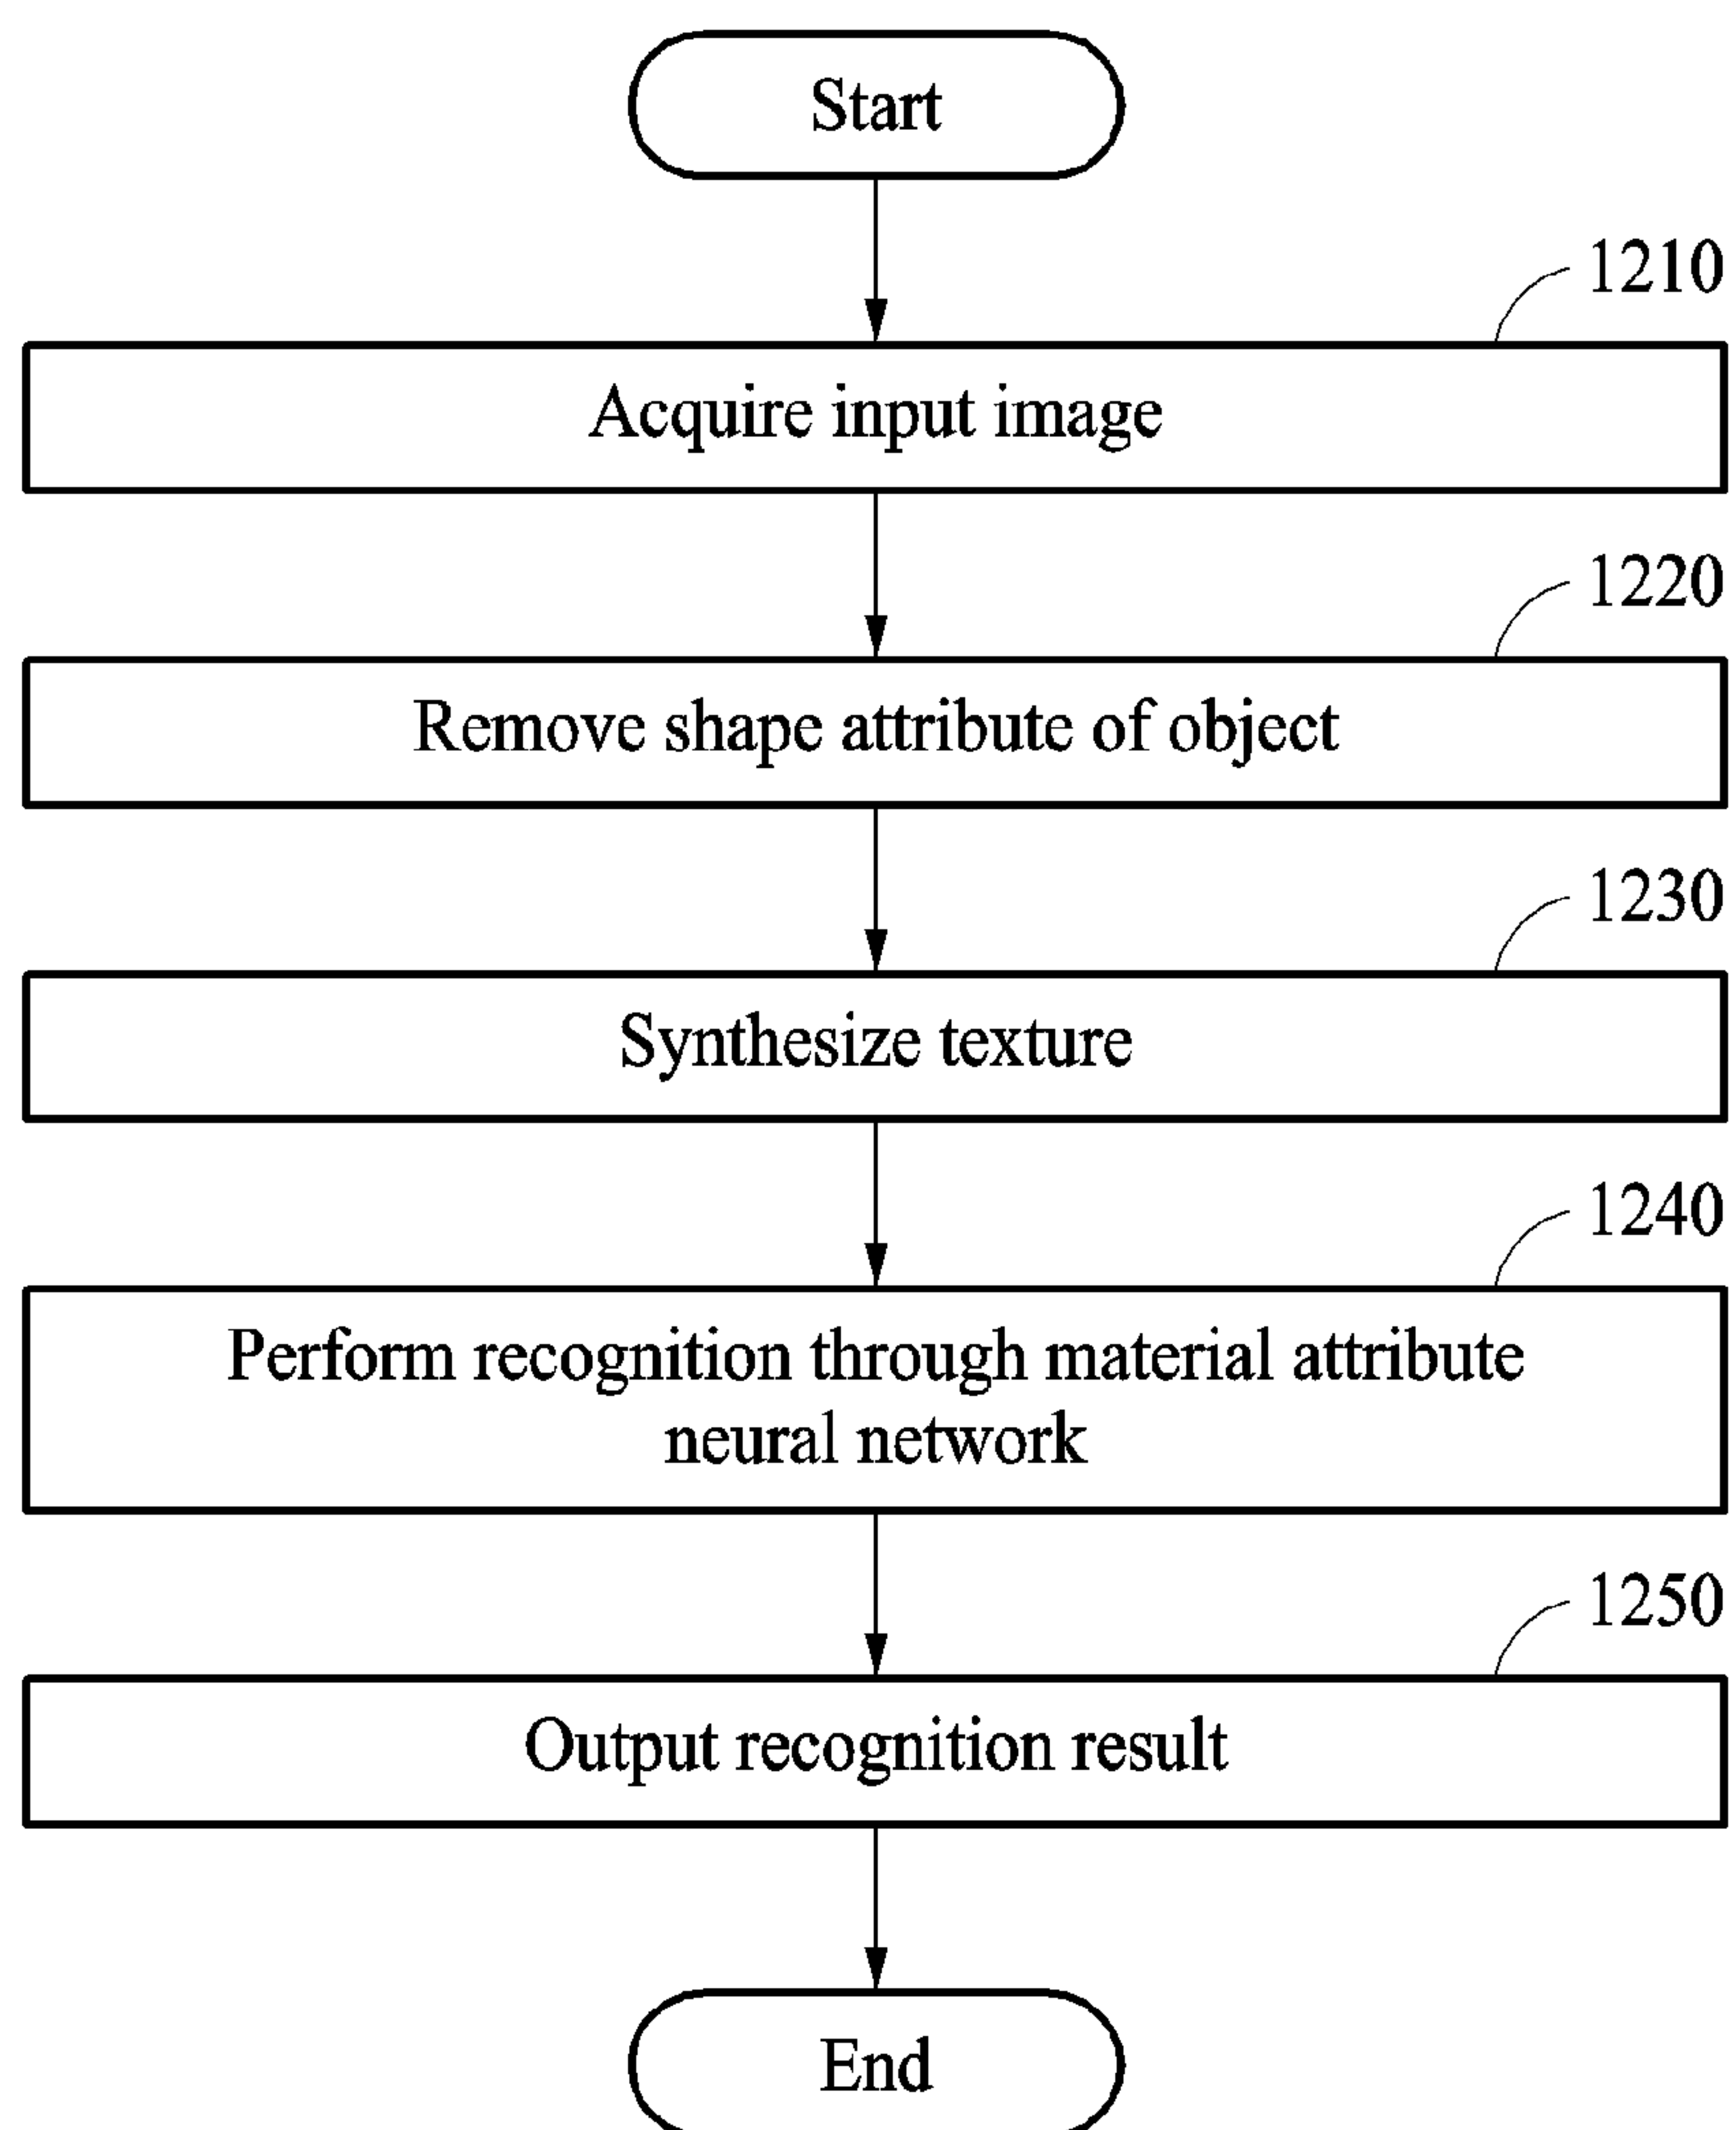 Start
1210
Acquire input image
1220
Remove shape attribute of object
1230
Synthesize texture
1240
Perform recognition through material attribute
neural network
1250
Output recognition result
End